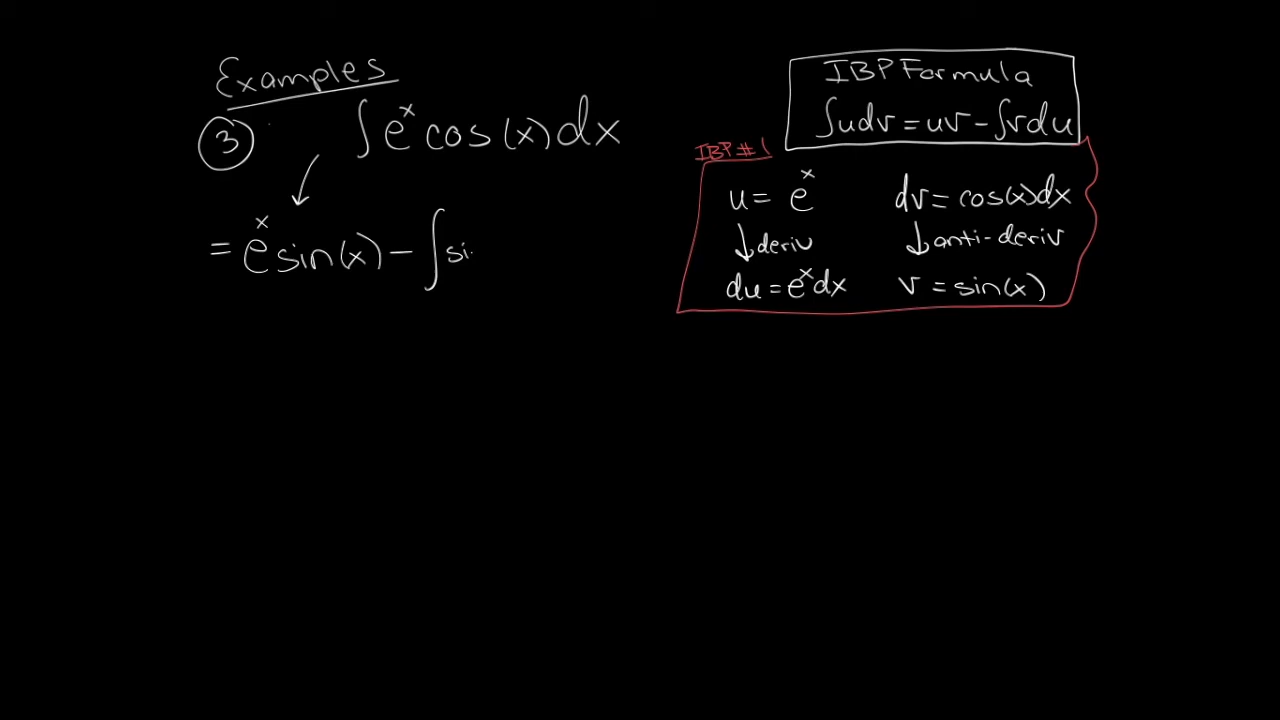 Examples
③ ∫ e^x cos(x) dx
= e^x sin(x) - ∫ si
IBP Formula
∫udv = uv - ∫vdu
IBP #1
u = e^x dv = cos(x)dx
↓deriv ↓anti-deriv
du = e^x dx v = sin(x)